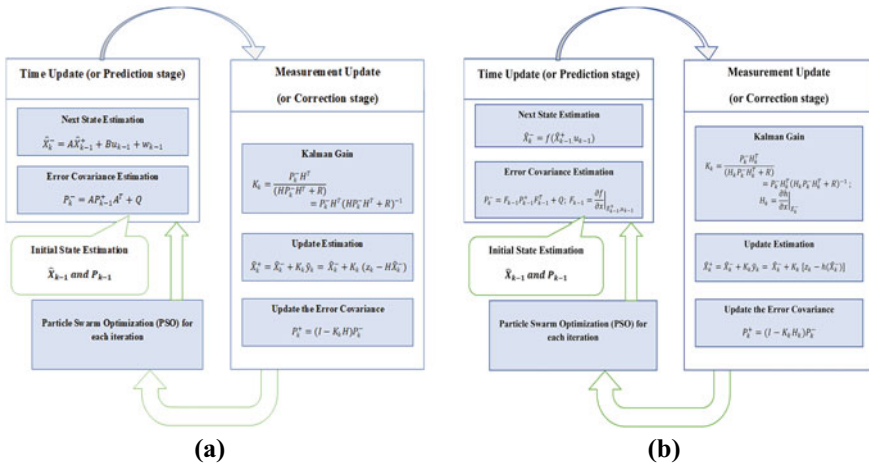 Time Update (or Prediction stage)
Next State Estimation
X̂ₖ⁻ = AX̂ₖ₋₁⁺ + Buₖ₋₁ + wₖ₋₁
Error Covariance Estimation
Pₖ⁻ = APₖ₋₁⁺Aᵀ + Q
Initial State Estimation
X̂ₖ₋₁ and Pₖ₋₁
Particle Swarm Optimization (PSO) for
each iteration
Measurement Update
(or Correction stage)
Kalman Gain
Kₖ = Pₖ⁻Hᵀ / (HPₖ⁻Hᵀ + R)
= Pₖ⁻Hᵀ(HPₖ⁻Hᵀ + R)⁻¹
Update Estimation
X̂ₖ⁺ = X̂ₖ⁻ + Kₖỹₖ = X̂ₖ⁻ + Kₖ (zₖ − HX̂ₖ⁻)
Update the Error Covariance
Pₖ⁺ = (I − KₖH)Pₖ⁻
(a)
Time Update (or Prediction stage)
Next State Estimation
X̂ₖ⁻ = f(X̂ₖ₋₁⁺ uₖ₋₁)
Error Covariance Estimation
Pₖ⁻ = Fₖ₋₁Pₖ₋₁⁺Fₖ₋₁ᵀ + Q; Fₖ₋₁ = ∂f/∂x|
Initial State Estimation
X̂ₖ₋₁ and Pₖ₋₁
Particle Swarm Optimization (PSO) for
each iteration
Measurement Update
(or Correction stage)
Kalman Gain
Kₖ = Pₖ⁻Hₖᵀ / (HₖPₖ⁻Hₖᵀ + R)
= Pₖ⁻Hₖᵀ(HₖPₖ⁻Hₖᵀ + R)⁻¹ ;
Hₖ = ∂h/∂x|
Update Estimation
X̂ₖ⁺ = X̂ₖ⁻ + Kₖỹₖ = X̂ₖ⁻ + Kₖ [zₖ − h(X̂ₖ⁻)]
Update the Error Covariance
Pₖ⁺ = (I − KₖHₖ)Pₖ⁻
(b)